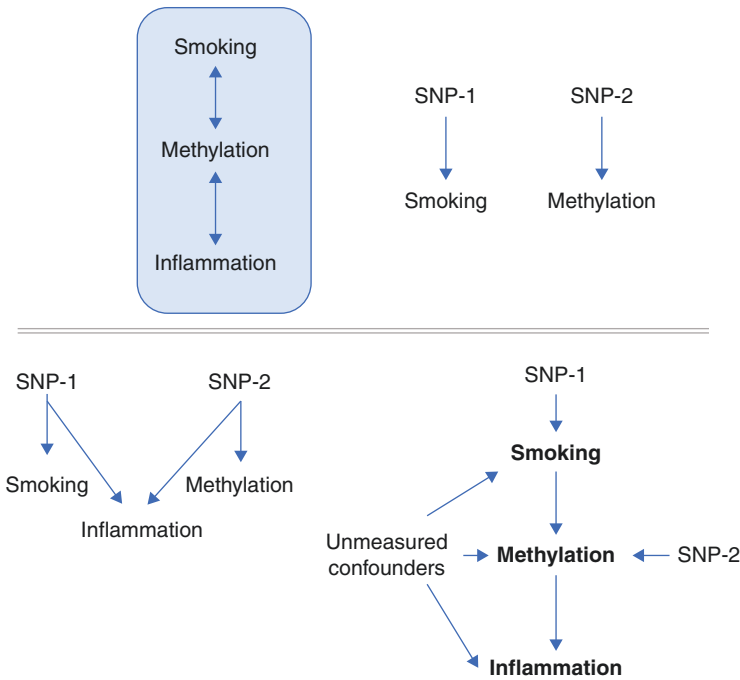 Smoking
Methylation
Inflammation
SNP-1
SNP-2
Smoking
Methylation
SNP-1
SNP-2
Smoking
Methylation
Inflammation
SNP-1
Smoking
Unmeasured
confounders
Methylation
SNP-2
Inflammation